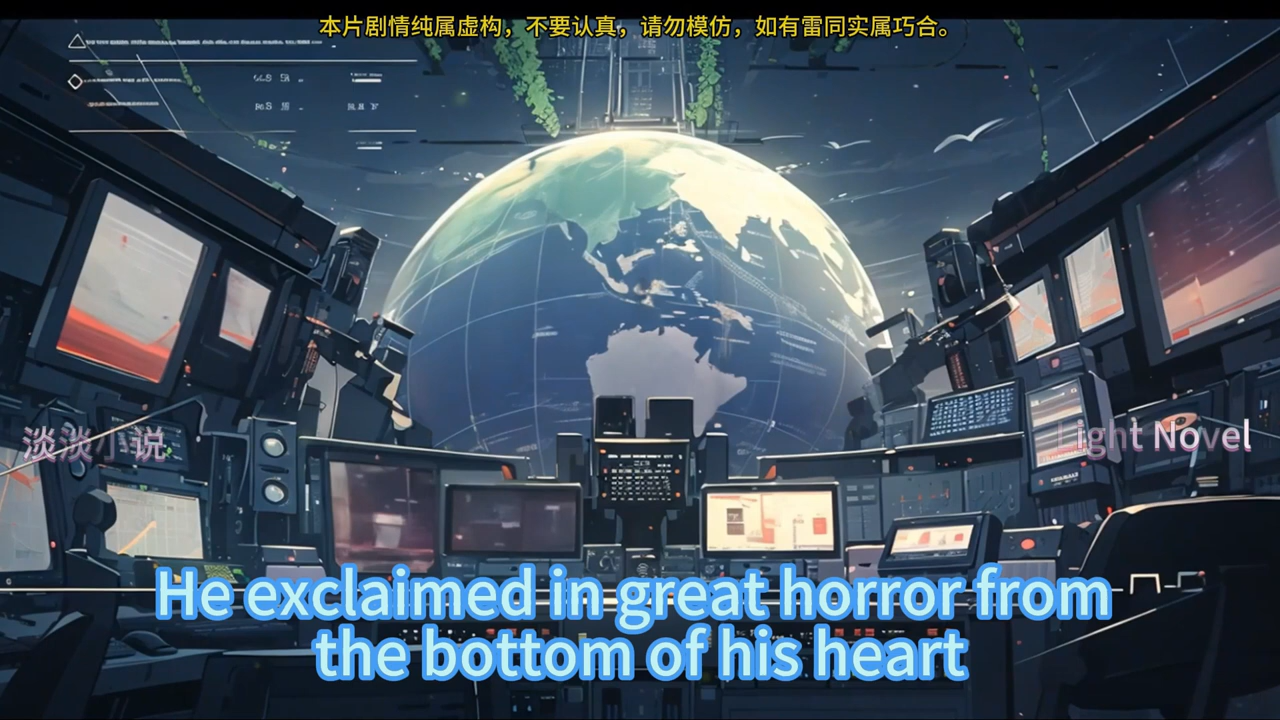 本片剧情纯属虚构，不要认真，请勿模仿，如有雷同实属巧合。
淡淡小说
Light Novel
He exclaimed in great horror from
the bottom of his heart